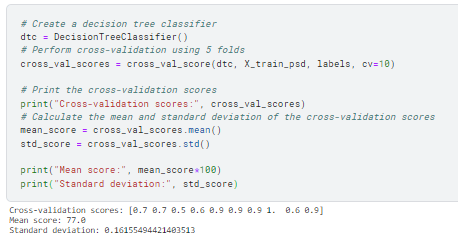 # Create a decision tree classifier
dtc = DecisionTreeClassifier()
# Perform cross-validation using 5 folds
cross_val_scores = cross_val_score(dtc, X_train_psd, labels, cv=10)
# Print the cross-validation scores
print("Cross-validation scores:", cross_val_scores)
# Calculate the mean and standard deviation of the cross-validation scores
mean_score = cross_val_scores.mean()
std_score = cross_val_scores.std()
print("Mean score:", mean_score*100)
print("Standard deviation:", std_score)
Cross-validation scores: [0.7 0.7 0.5 0.6 0.9 0.9 0.9 1.  0.6 0.9]
Mean score: 77.0
Standard deviation: 0.16155494421403513